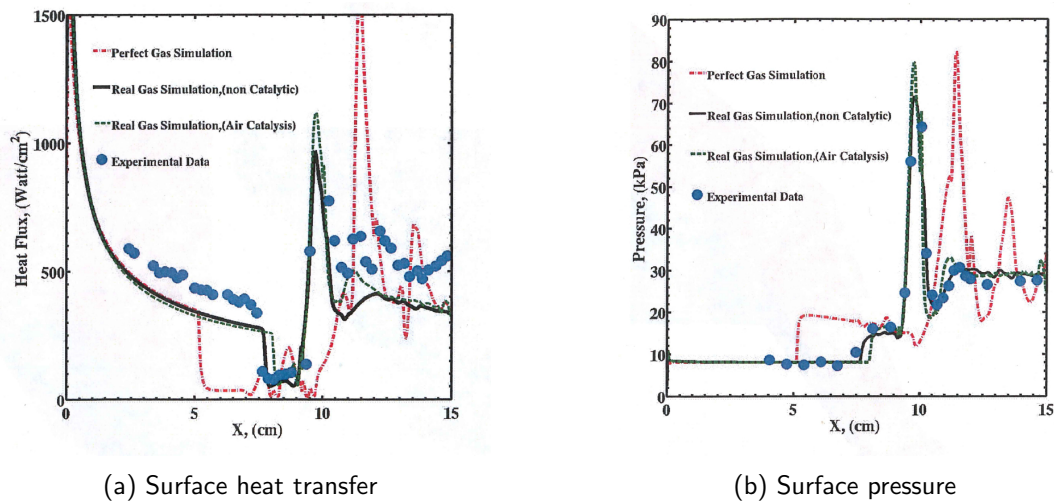 1500
1000
500
0
0
5
10
15
Heat Flux, (Watt/cm²)
X, (cm)
Perfect Gas Simulation
Real Gas Simulation,(non Catalytic)
Real Gas Simulation,(Air Catalysis)
Experimental Data
(a) Surface heat transfer
90
80
70
60
50
40
30
20
10
0
0
5
10
15
Pressure, (kPa)
X, (cm)
Perfect Gas Simulation
Real Gas Simulation,(non Catalytic)
Real Gas Simulation,(Air Catalysis)
Experimental Data
(b) Surface pressure